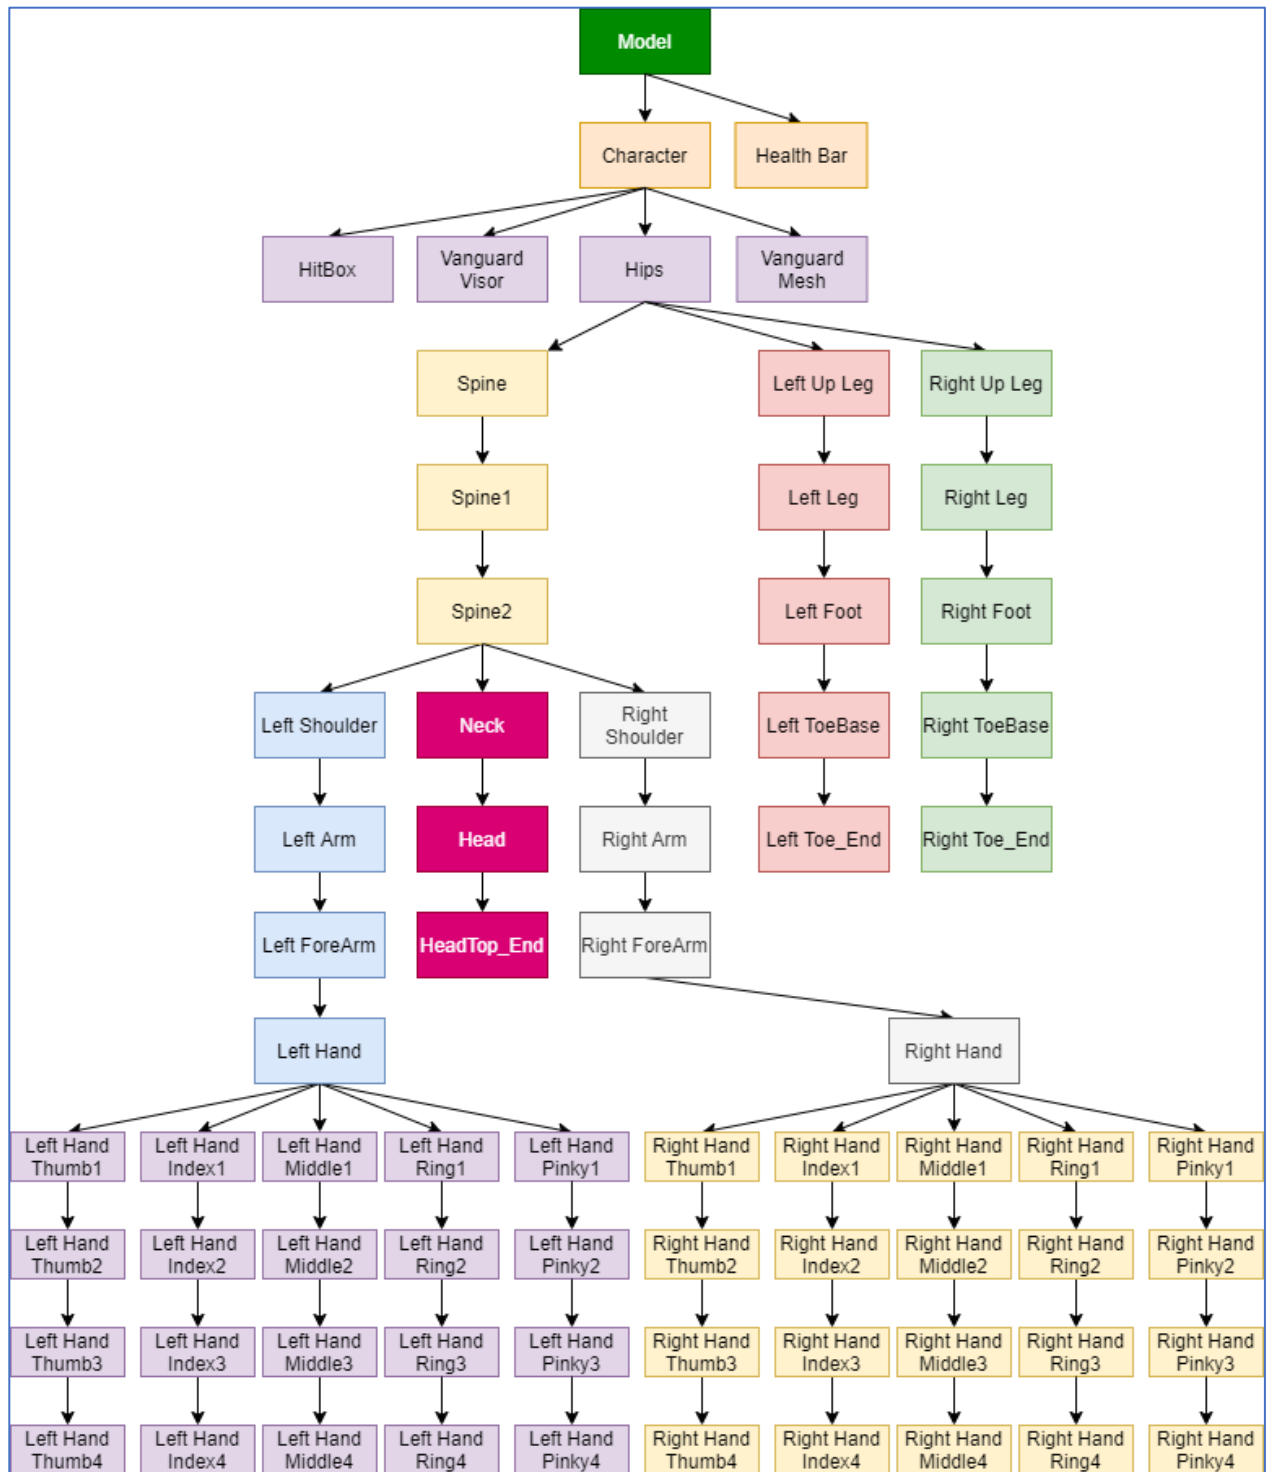 Model
Character
Health Bar
HitBox
Vanguard
Visor
Hips
Vanguard
Mesh
Spine
Left Up Leg
Right Up Leg
Spine1
Left Leg
Right Leg
Spine2
Left Foot
Right Foot
Left Shoulder
Neck
Right
Shoulder
Left ToeBase
Right ToeBase
Left Arm
Head
Right Arm
Left Toe_End
Right Toe_End
Left ForeArm
HeadTop_End
Right ForeArm
Left Hand
Right Hand
Left Hand
Thumb1
Left Hand
Index1
Left Hand
Middle1
Left Hand
Ring1
Left Hand
Pinky1
Right Hand
Thumb1
Right Hand
Index1
Right Hand
Middle1
Right Hand
Ring1
Right Hand
Pinky1
Left Hand
Thumb2
Left Hand
Index2
Left Hand
Middle2
Left Hand
Ring2
Left Hand
Pinky2
Right Hand
Thumb2
Right Hand
Index2
Right Hand
Middle2
Right Hand
Ring2
Right Hand
Pinky2
Left Hand
Thumb3
Left Hand
Index3
Left Hand
Middle3
Left Hand
Ring3
Left Hand
Pinky3
Right Hand
Thumb3
Right Hand
Index3
Right Hand
Middle3
Right Hand
Ring3
Right Hand
Pinky3
Left Hand
Thumb4
Left Hand
Index4
Left Hand
Middle4
Left Hand
Ring4
Left Hand
Pinky4
Right Hand
Thumb4
Right Hand
Index4
Right Hand
Middle4
Right Hand
Ring4
Right Hand
Pinky4